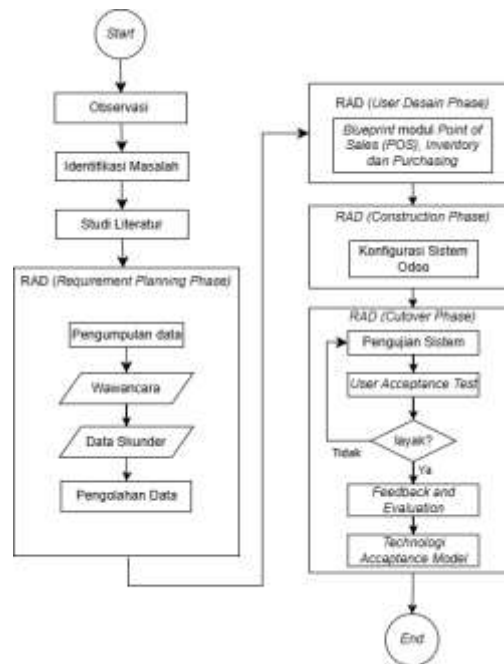 Start
Observasi
Identifikasi Masalah
Studi Literatur
RAD (Requirement Planning Phase)
Pengumpulan data
Wawancara
Data Skunder
Pengolahan Data
RAD (User Desain Phase)
Blueprint modul Point of
Sales (POS), Inventory
dan Purchasing
RAD (Construction Phase)
Konfigurasi Sistem
Odoo
RAD (Cutover Phase)
Pengujian Sistem
User Acceptance Test
layak?
Tidak
Ya
Feedback and
Evaluation
Technologi
Acceptance Model
End